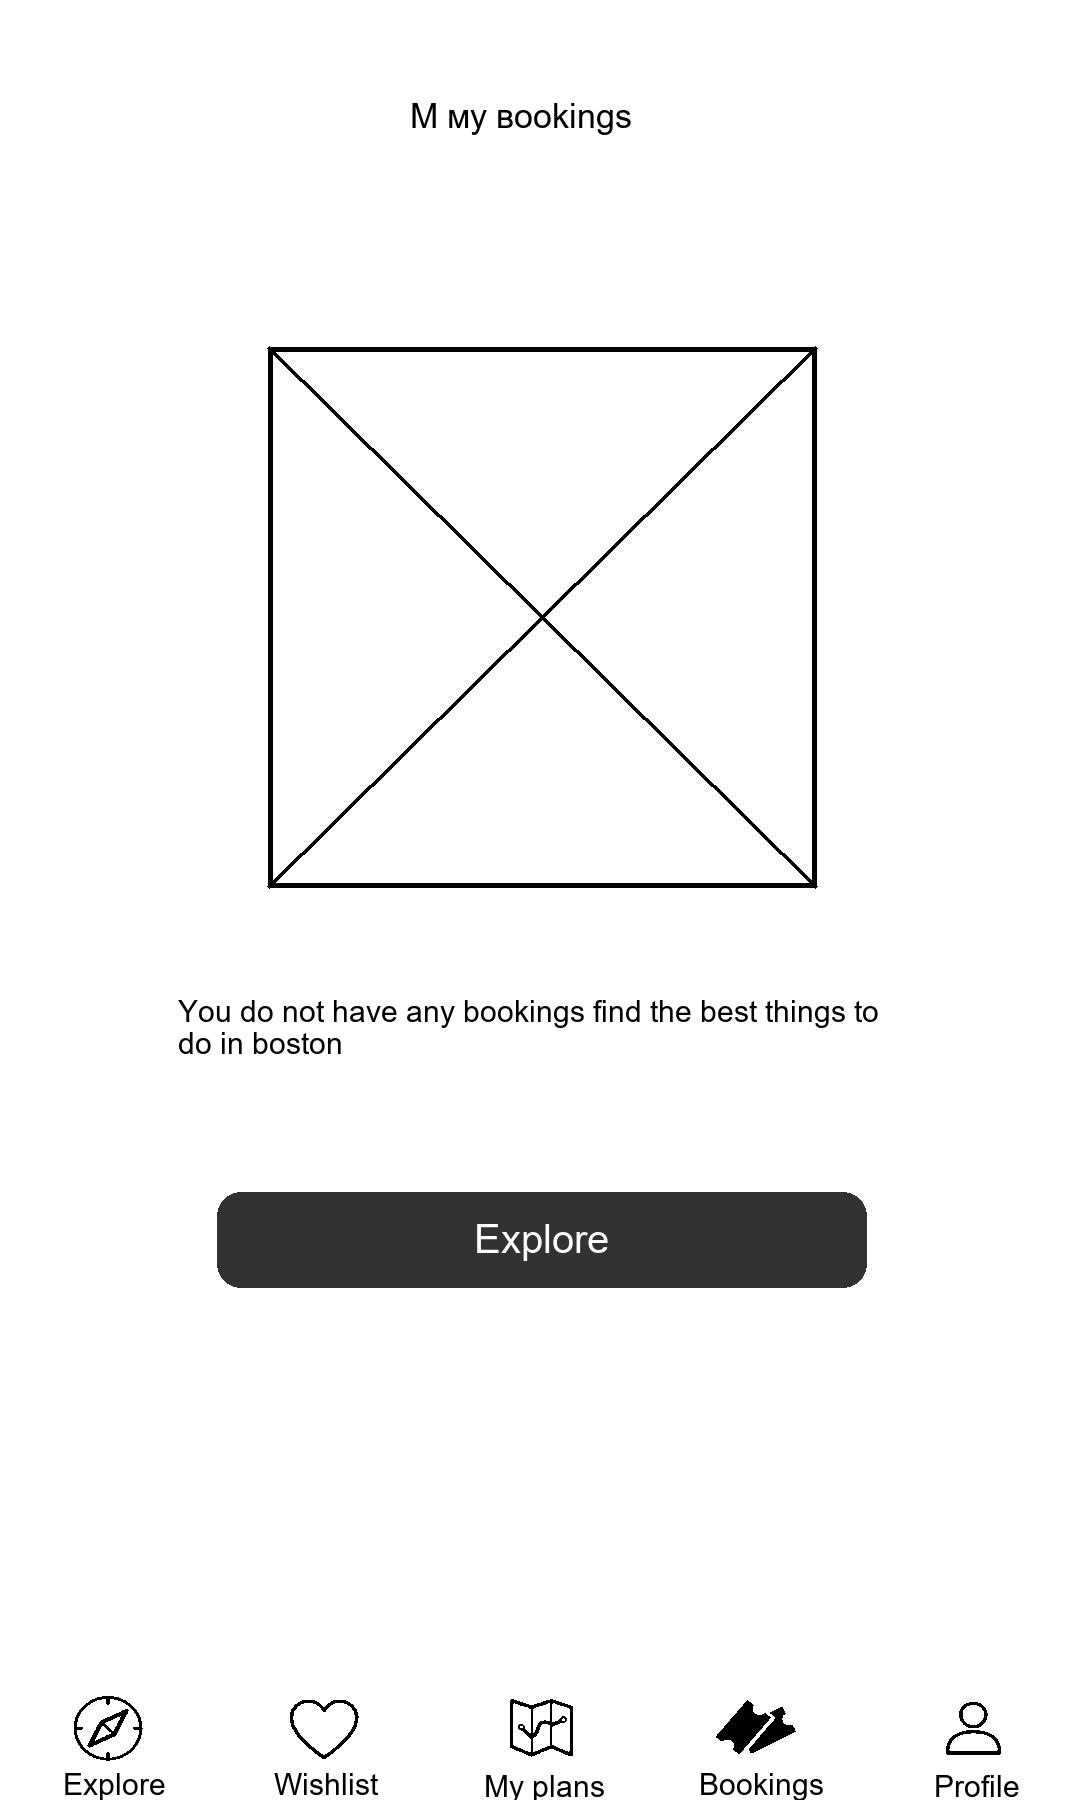 M мy вookings
You do not have any bookings find the best things to
do in boston
Explore
Explore
Wishlist
My plans
Bookings
Profile